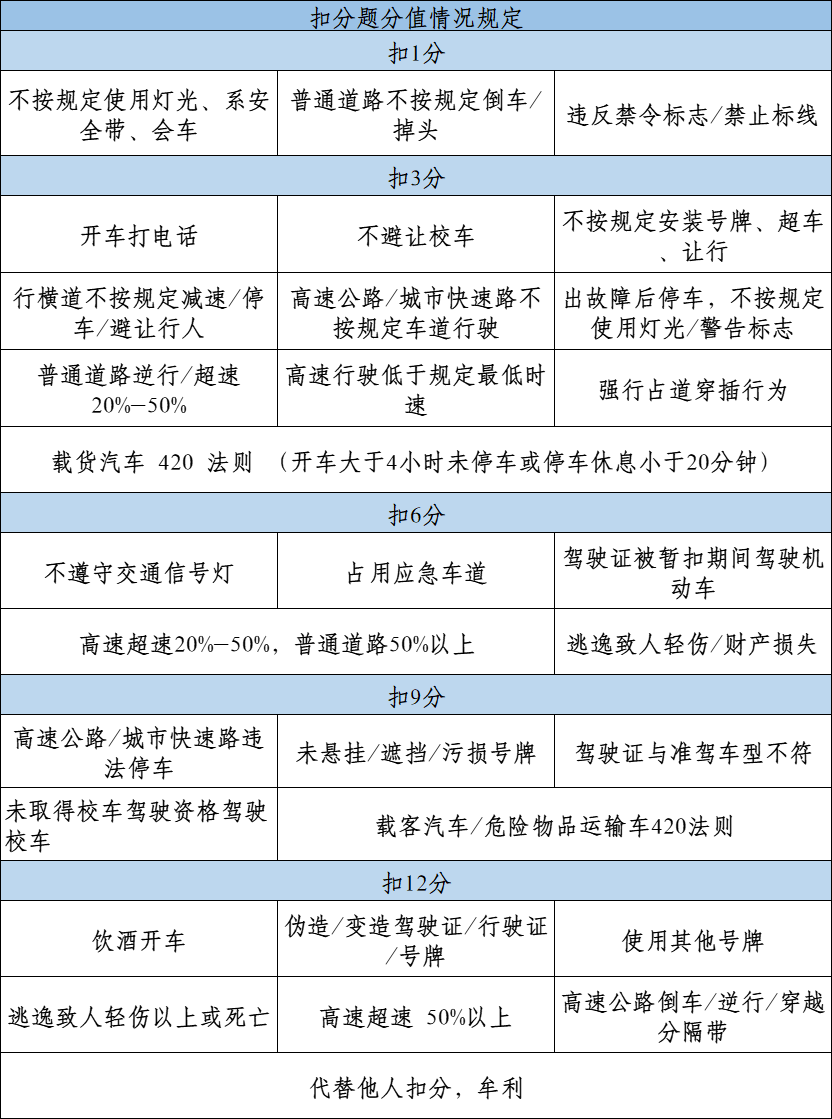 扣分题分值情况规定
扣1分
不按规定使用灯光、系安
全带、会车
普通道路不按规定倒车/
掉头
违反禁令标志/禁止标线
扣3分
开车打电话
不避让校车
不按规定安装号牌、超车
、让行
行横道不按规定减速/停
车/避让行人
高速公路/城市快速路不
按规定车道行驶
出故障后停车，不按规定
使用灯光/警告标志
普通道路逆行/超速
20%—50%
高速行驶低于规定最低时
速
强行占道穿插行为
载货汽车 420 法则 （开车大于4小时未停车或停车休息小于20分钟）
扣6分
不遵守交通信号灯
占用应急车道
驾驶证被暂扣期间驾驶机
动车
高速超速20%—50%，普通道路50%以上
逃逸致人轻伤/财产损失
扣9分
高速公路/城市快速路违
法停车
未悬挂/遮挡/污损号牌
驾驶证与准驾车型不符
未取得校车驾驶资格驾驶
校车
载客汽车/危险物品运输车420法则
扣12分
饮酒开车
伪造/变造驾驶证/行驶证
/号牌
使用其他号牌
逃逸致人轻伤以上或死亡
高速超速 50%以上
高速公路倒车/逆行/穿越
分隔带
代替他人扣分，牟利